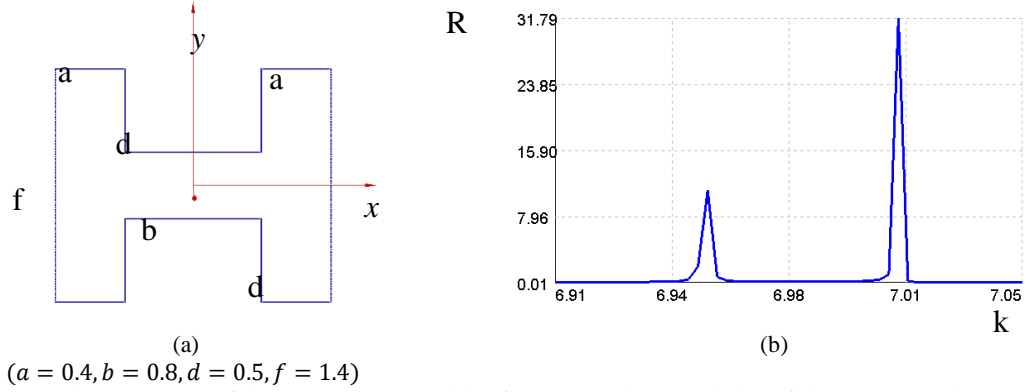 y
a
a
d
f
x
b
d
(a)
(𝑎 = 0.4, 𝑏 = 0.8, 𝑑 = 0.5, 𝑓 = 1.4)
R
31.79
23.85
15.90
7.96
0.01
6.91 6.94 6.98 7.01 7.05
k
(b)